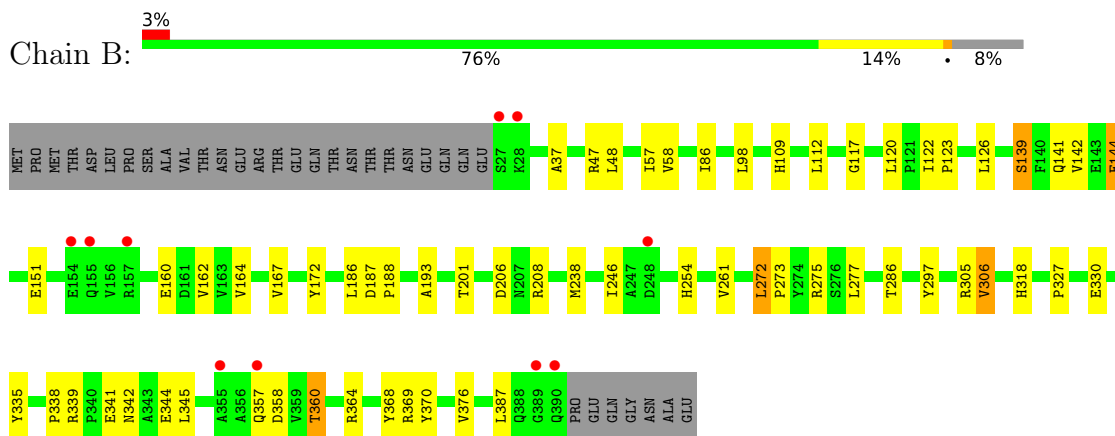 3%
Chain B:
76% 14% • 8%
MET PRO MET THR ASP LEU PRO SER ALA VAL THR ASN GLU ARG THR GLU GLN THR ASN THR THR ASN GLU GLN GLN GLU S27 K28 A37 R47 L48 I57 V58 I86 L98 H109 L112 G117 L120 P121 I122 P123 L126 S139 F140 Q141 V142 E143 E144
E151 E154 Q155 V156 R157 E160 D161 V162 V163 V164 V167 Y172 L186 D187 P188 A193 T201 D206 N207 R208 M238 I246 A247 D248 H254 V261 L272 P273 Y274 R275 S276 L277 T286 Y297 R305 V306 H318 P327 E330
Y335 P338 R339 P340 E341 N342 A343 E344 L345 A355 A356 Q357 D358 V359 T360 R364 Y368 R369 Y370 V376 L387 Q388 G389 Q390 PRO GLU GLN GLY ASN ALA GLU